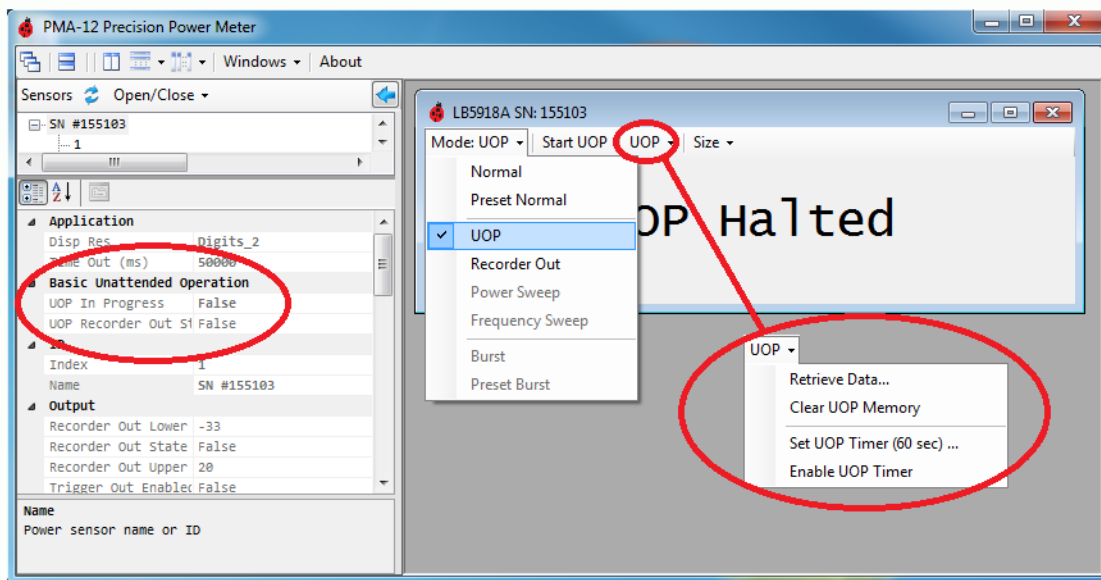 PMA-12 Precision Power Meter
Windows About
Sensors Open/Close
SN #155103
1
Application
Disp Res Digits_2
Time Out (ms) 50000
Basic Unattended Operation
UOP In Progress False
UOP Recorder Out St False
ID
Index 1
Name SN #155103
Output
Recorder Out Lower -33
Recorder Out State False
Recorder Out Upper 20
Trigger Out Enabled False
Name
Power sensor name or ID
LB5918A SN: 155103
Mode: UOP Start UOP UOP Size
OP Halted
Normal
Preset Normal
UOP
Recorder Out
Power Sweep
Frequency Sweep
Burst
Preset Burst
UOP
Retrieve Data...
Clear UOP Memory
Set UOP Timer (60 sec) ...
Enable UOP Timer